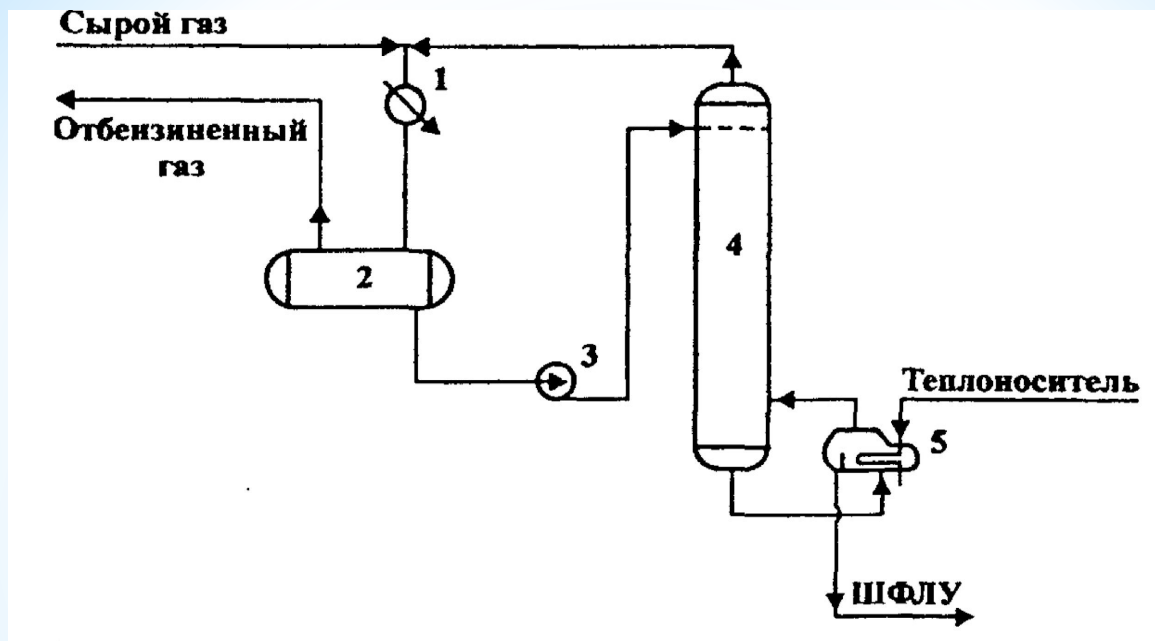 Сырой газ
1
Отбензиненный
газ
2
4
3
Теплоноситель
5
ШФЛУ